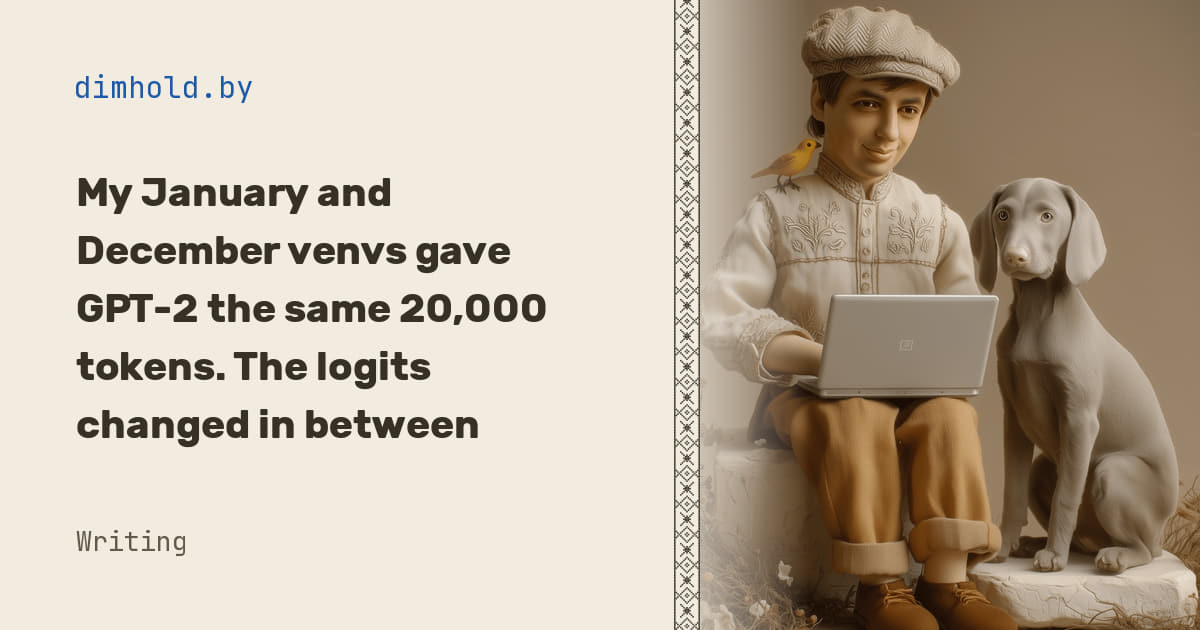 dimhold.by
My January and
December venvs gave
GPT-2 the same 20,000
tokens. The logits
changed in between
Writing